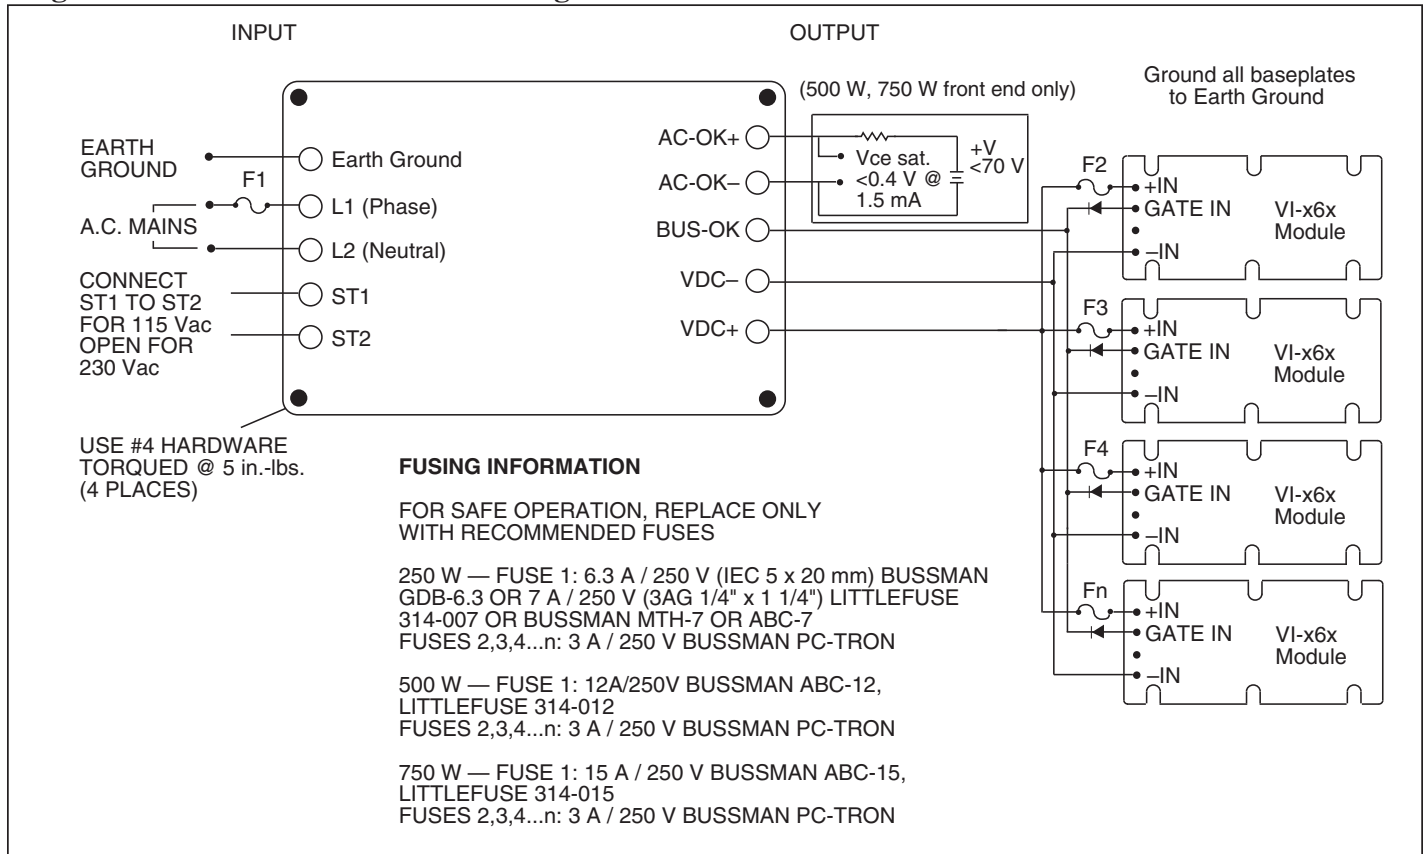 INPUT
OUTPUT
(500 W, 750 W front end only)
Ground all baseplates
to Earth Ground
EARTH
GROUND
F1
A.C. MAINS
CONNECT
ST1 TO ST2
FOR 115 Vac
OPEN FOR
230 Vac
Earth Ground
L1 (Phase)
L2 (Neutral)
ST1
ST2
AC-OK+
AC-OK–
BUS-OK
VDC–
VDC+
Vce sat.
<0.4 V @
1.5 mA
+V
<70 V
F2
+IN
GATE IN
–IN
VI-x6x
Module
F3
+IN
GATE IN
–IN
VI-x6x
Module
F4
+IN
GATE IN
–IN
VI-x6x
Module
Fn
+IN
GATE IN
–IN
VI-x6x
Module
USE #4 HARDWARE
TORQUED @ 5 in.-lbs.
(4 PLACES)
FUSING INFORMATION
FOR SAFE OPERATION, REPLACE ONLY
WITH RECOMMENDED FUSES
250 W — FUSE 1: 6.3 A / 250 V (IEC 5 x 20 mm) BUSSMAN
GDB-6.3 OR 7 A / 250 V (3AG 1/4" x 1 1/4") LITTLEFUSE
314-007 OR BUSSMAN MTH-7 OR ABC-7
FUSES 2,3,4...n: 3 A / 250 V BUSSMAN PC-TRON
500 W — FUSE 1: 12A/250V BUSSMAN ABC-12,
LITTLEFUSE 314-012
FUSES 2,3,4...n: 3 A / 250 V BUSSMAN PC-TRON
750 W — FUSE 1: 15 A / 250 V BUSSMAN ABC-15,
LITTLEFUSE 314-015
FUSES 2,3,4...n: 3 A / 250 V BUSSMAN PC-TRON